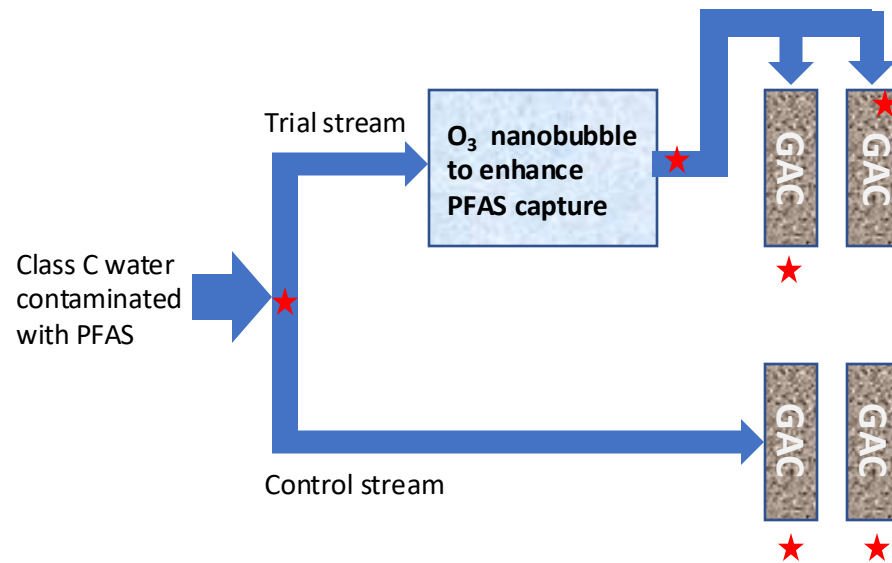 Trial stream
O₃ nanobubble
to enhance
PFAS capture
GAC
GAC
Class C water
contaminated
with PFAS
GAC
GAC
Control stream